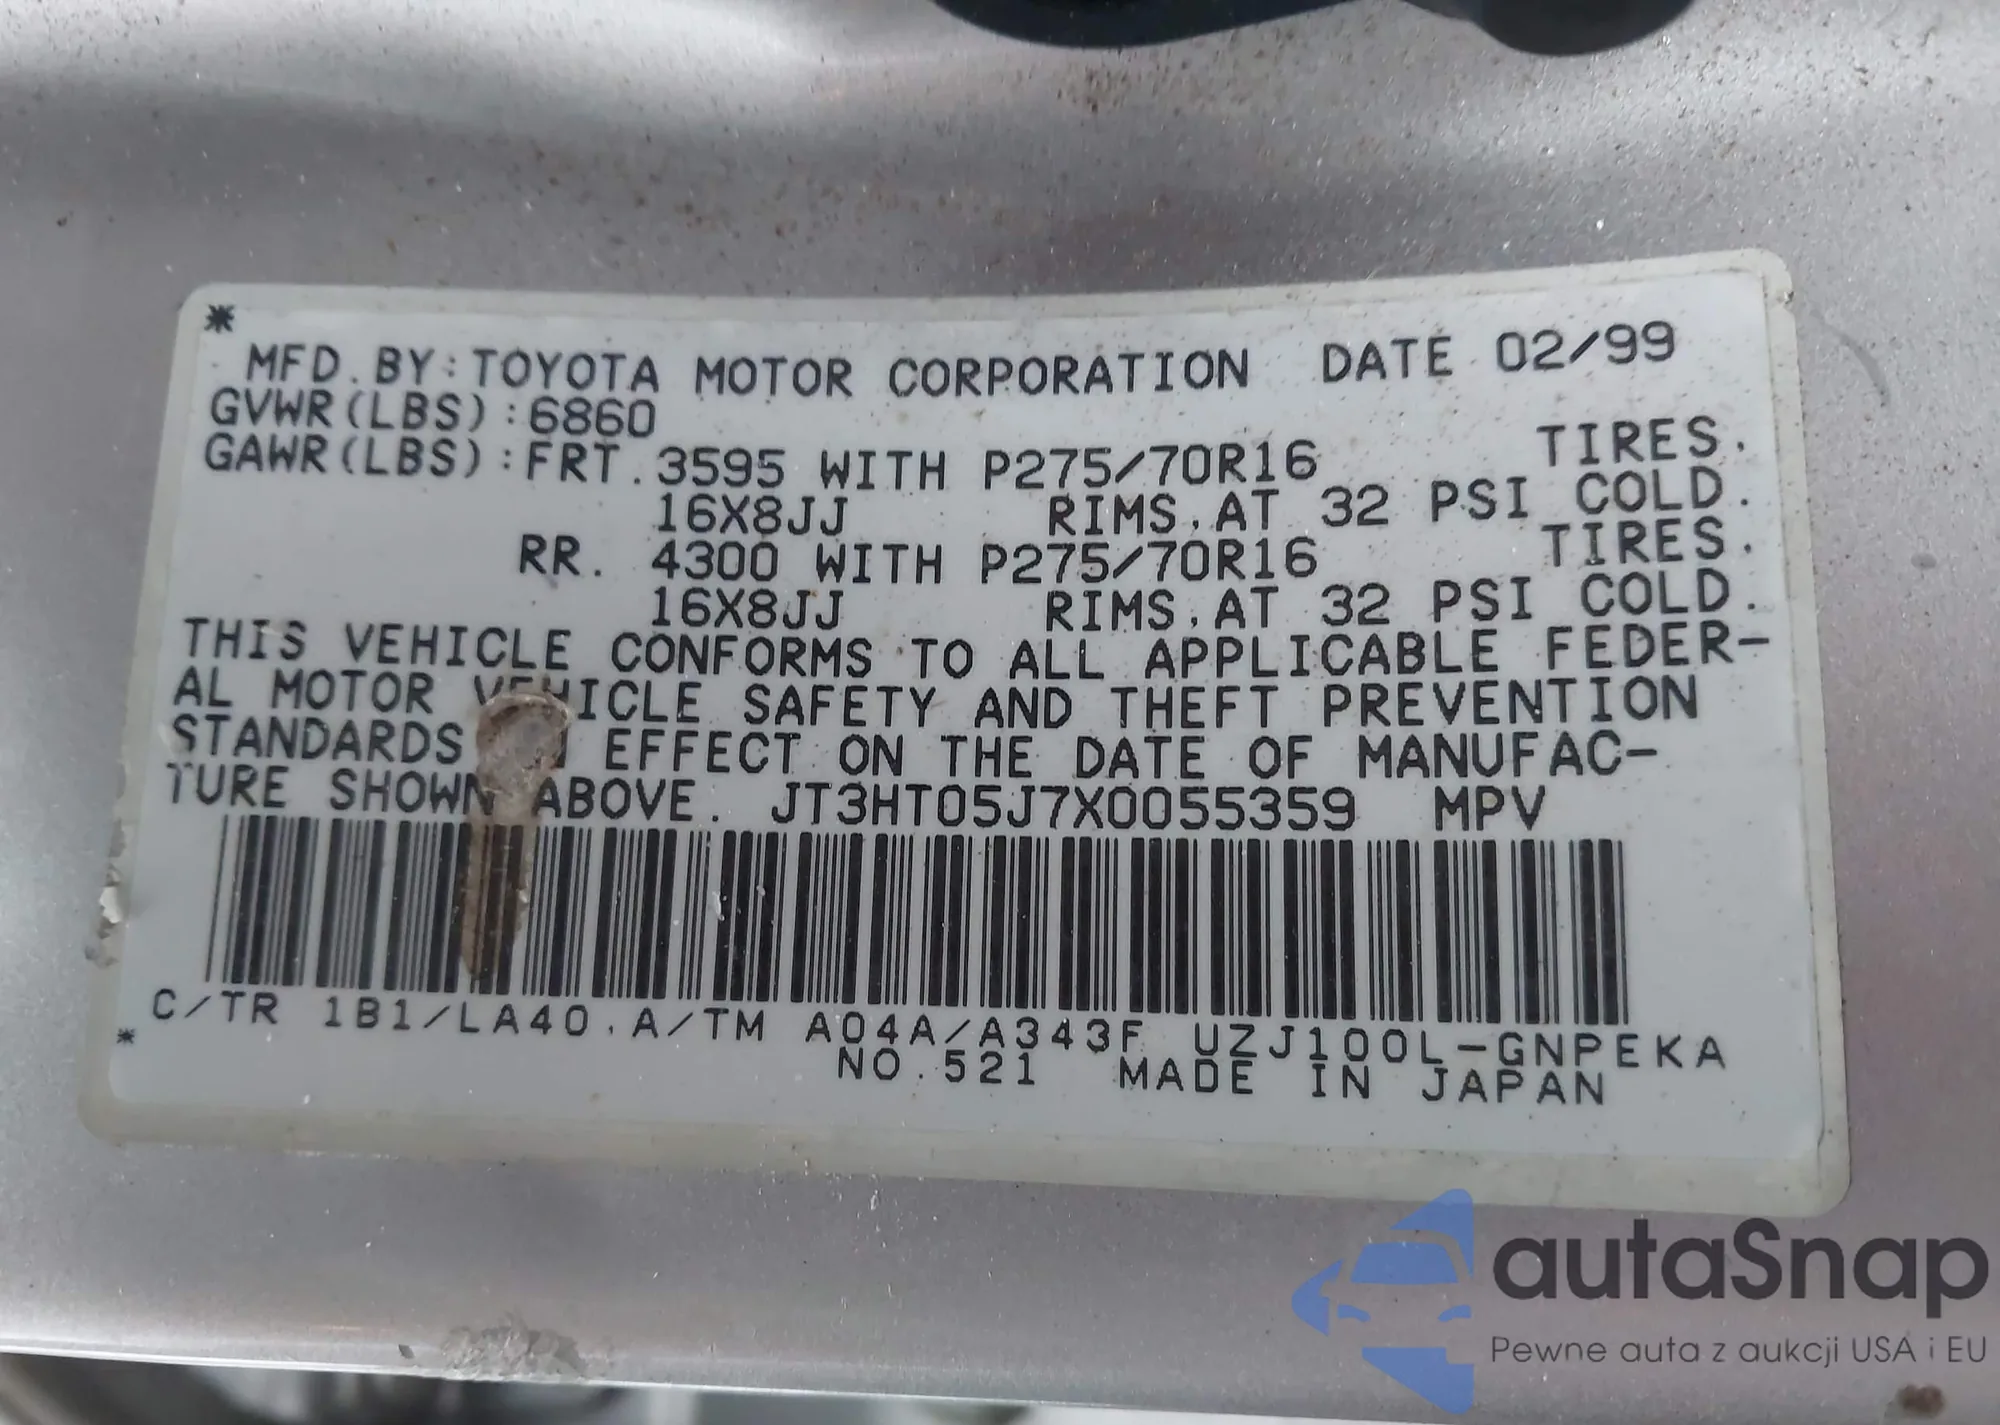 *
MFD.BY:TOYOTA MOTOR CORPORATION DATE 02/99
GVWR(LBS):6860
GAWR(LBS):FRT.3595 WITH P275/70R16 TIRES.
16X8JJ RIMS.AT 32 PSI COLD.
RR. 4300 WITH P275/70R16 TIRES.
16X8JJ RIMS.AT 32 PSI COLD.
THIS VEHICLE CONFORMS TO ALL APPLICABLE FEDER-
AL MOTOR VEHICLE SAFETY AND THEFT PREVENTION
STANDARDS EFFECT ON THE DATE OF MANUFAC-
TURE SHOWN ABOVE. JT3HT05J7X0055359 MPV
C/TR 1B1/LA40.A/TM A04A/A343F UZJ100L-GNPEKA
* NO.521 MADE IN JAPAN
autaSnap
Pewne auta z aukcji USA i EU